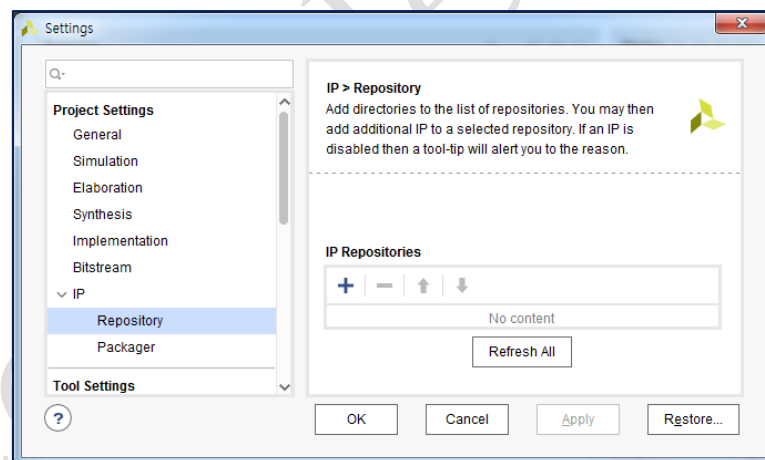 Settings
Project Settings
General
Simulation
Elaboration
Synthesis
Implementation
Bitstream
IP
Repository
Packager
Tool Settings
IP > Repository
Add directories to the list of repositories. You may then
add additional IP to a selected repository. If an IP is
disabled then a tool-tip will alert you to the reason.
IP Repositories
No content
Refresh All
?
OK
Cancel
Apply
Restore...